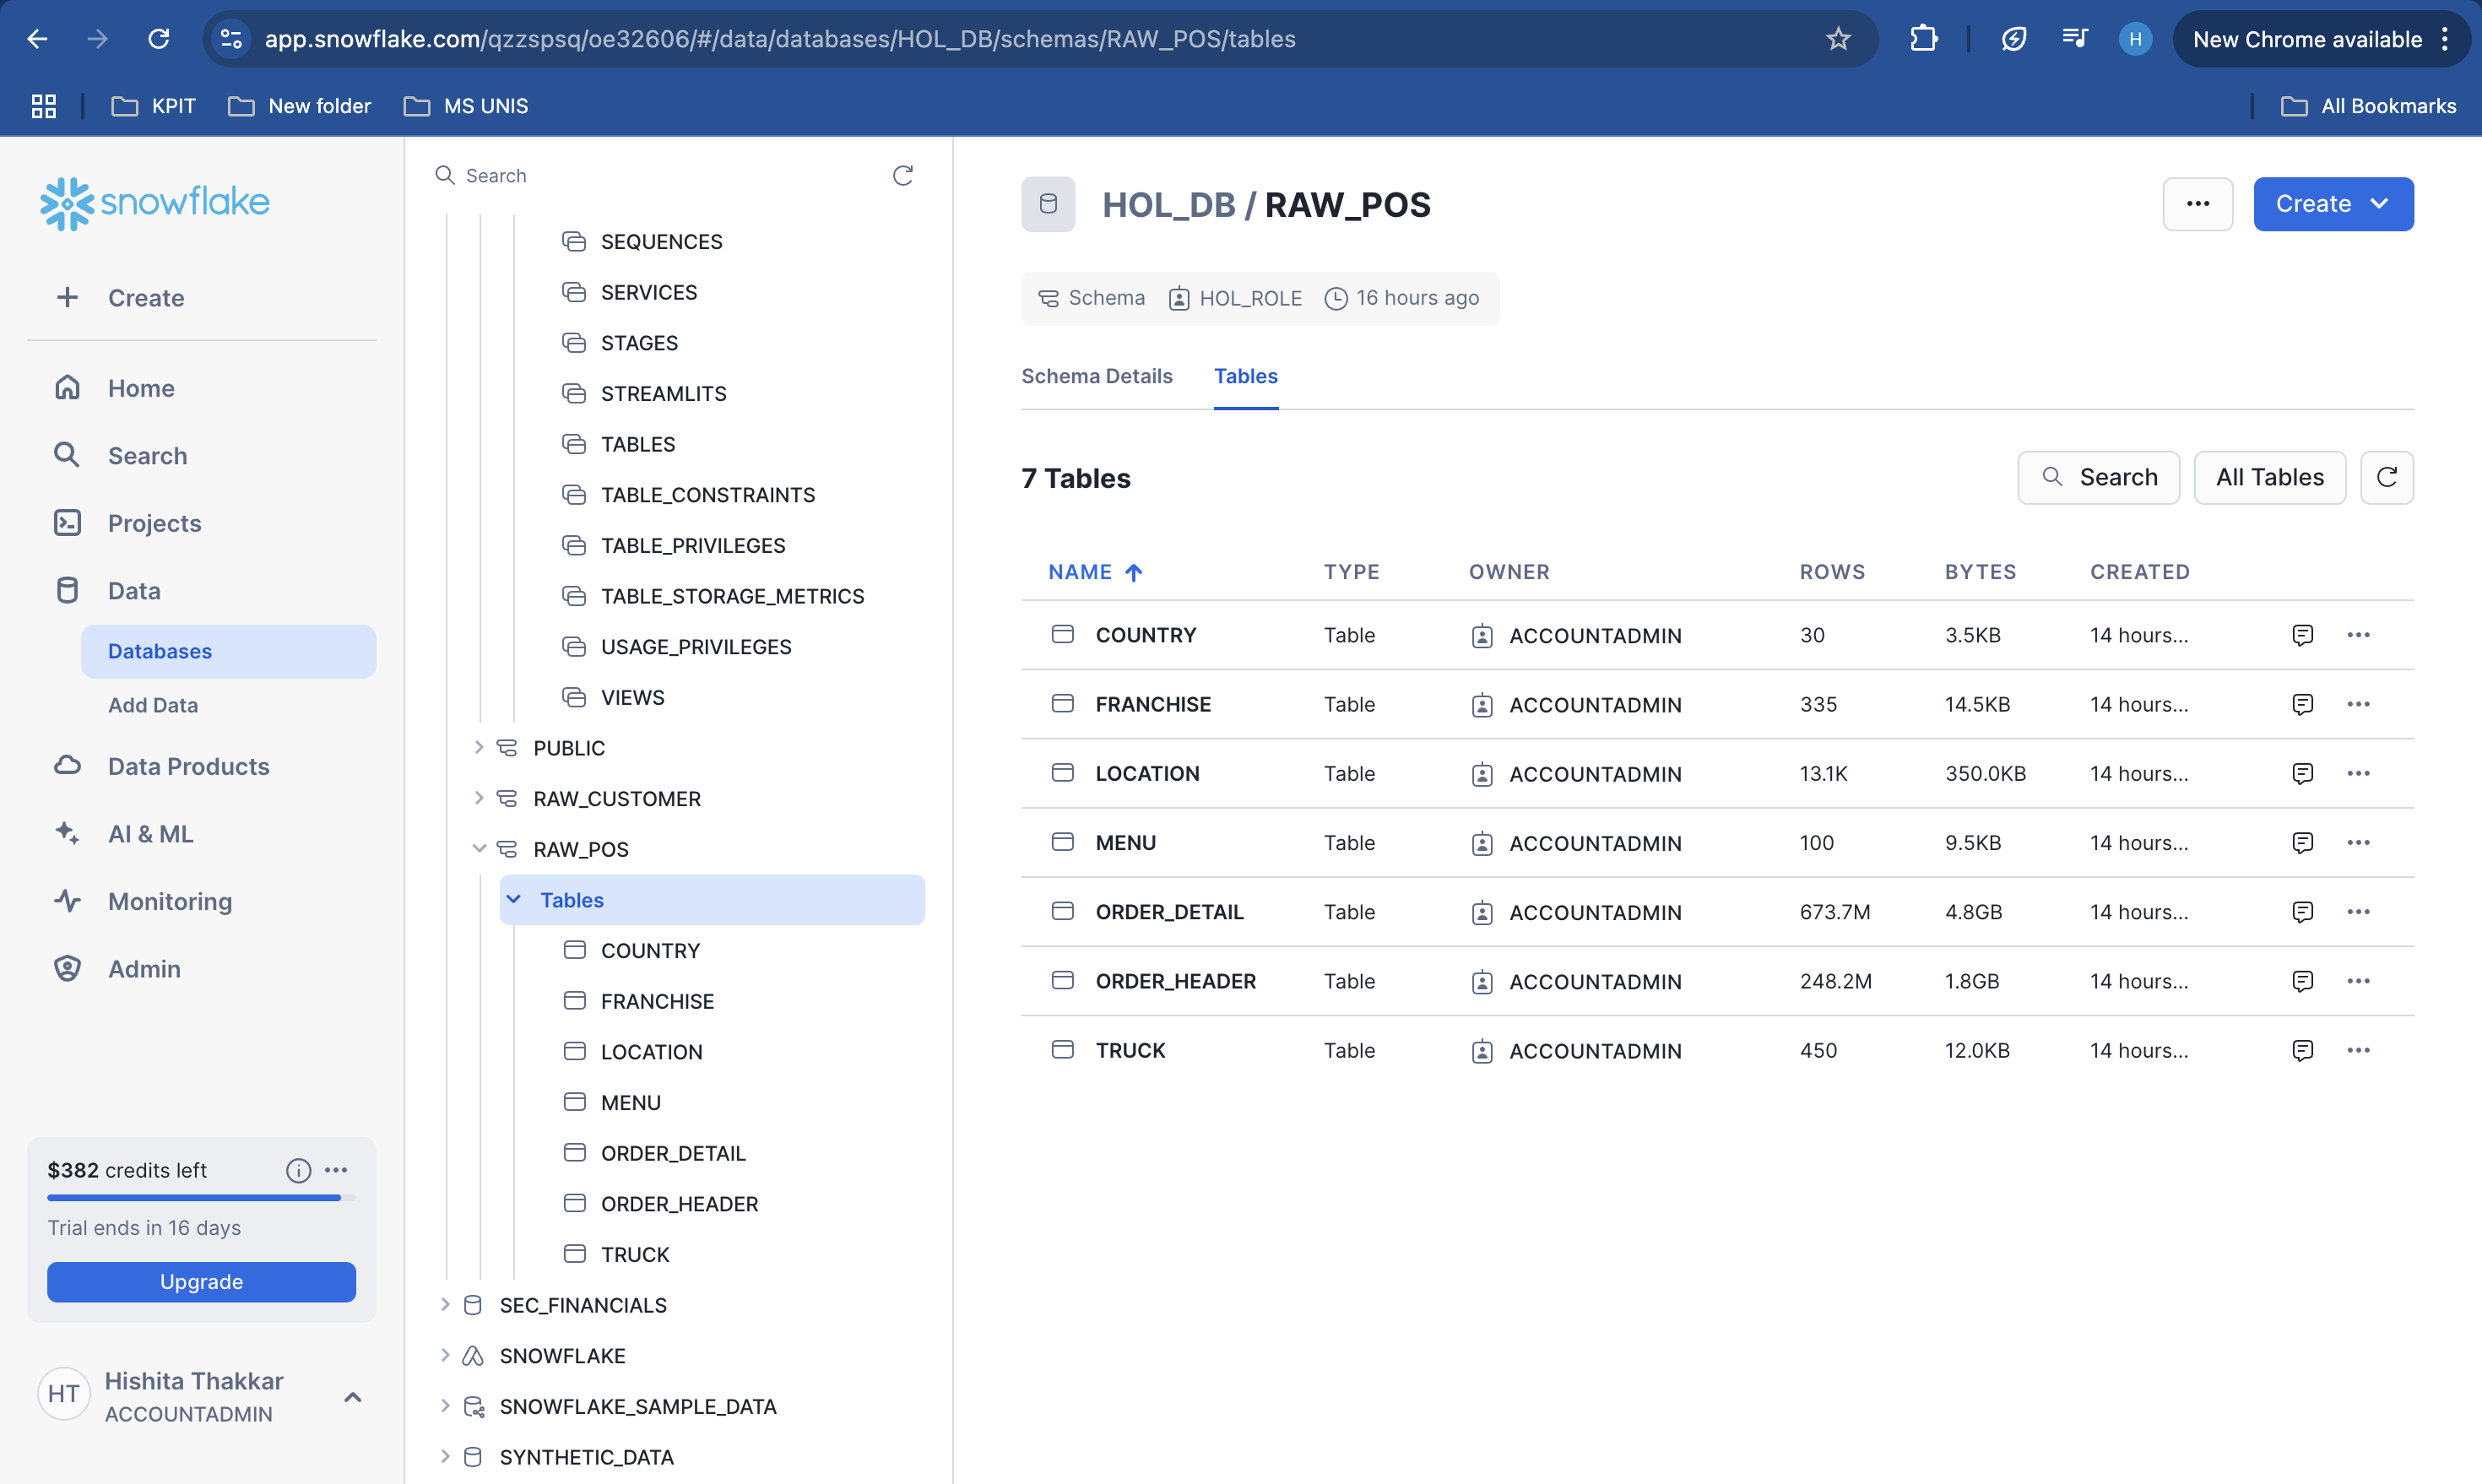 app.snowflake.com/qzzspsq/oe32606/#/data/databases/HOL_DB/schemas/RAW_POS/tables
H
New Chrome available
KPIT
New folder
MS UNIS
All Bookmarks
snowflake
Create
Home
Search
Projects
Data
Databases
Add Data
Data Products
AI & ML
Monitoring
Admin
$382 credits left
Trial ends in 16 days
Upgrade
HT
Hishita Thakkar
ACCOUNTADMIN
Search
SEQUENCES
SERVICES
STAGES
STREAMLITS
TABLES
TABLE_CONSTRAINTS
TABLE_PRIVILEGES
TABLE_STORAGE_METRICS
USAGE_PRIVILEGES
VIEWS
PUBLIC
RAW_CUSTOMER
RAW_POS
Tables
COUNTRY
FRANCHISE
LOCATION
MENU
ORDER_DETAIL
ORDER_HEADER
TRUCK
SEC_FINANCIALS
SNOWFLAKE
SNOWFLAKE_SAMPLE_DATA
SYNTHETIC_DATA
HOL_DB / RAW_POS
... Create
Schema HOL_ROLE 16 hours ago
Schema Details Tables
7 Tables
Search All Tables
NAME TYPE OWNER ROWS BYTES CREATED
COUNTRY Table ACCOUNTADMIN 30 3.5KB 14 hours...
FRANCHISE Table ACCOUNTADMIN 335 14.5KB 14 hours...
LOCATION Table ACCOUNTADMIN 13.1K 350.0KB 14 hours...
MENU Table ACCOUNTADMIN 100 9.5KB 14 hours...
ORDER_DETAIL Table ACCOUNTADMIN 673.7M 4.8GB 14 hours...
ORDER_HEADER Table ACCOUNTADMIN 248.2M 1.8GB 14 hours...
TRUCK Table ACCOUNTADMIN 450 12.0KB 14 hours...